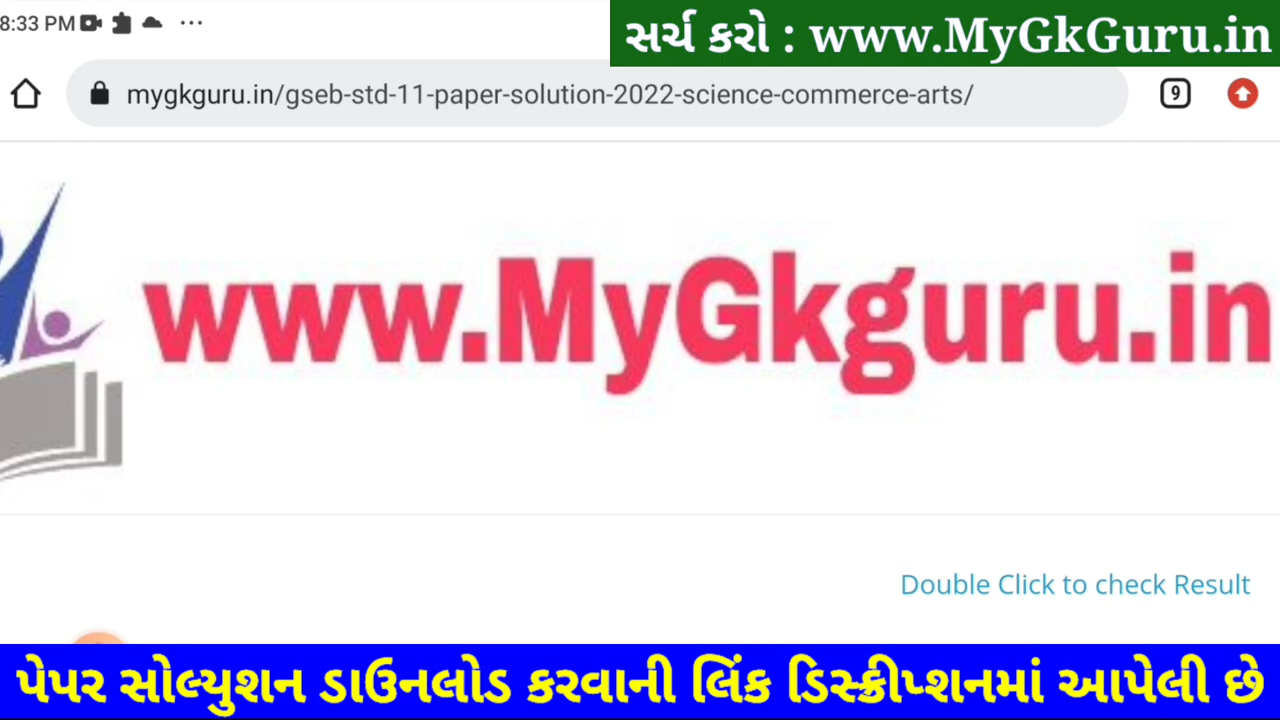 8:33 PM
સર્ચ કરો : www.MyGkGuru.in
mygkguru.in/gseb-std-11-paper-solution-2022-science-commerce-arts/
9
www.MyGkguru.in
Double Click to check Result
પેપર સોલ્યુશન ડાઉનલોડ કરવાની લિંક ડિસ્ક્રીપ્શનમાં આપેલી છે